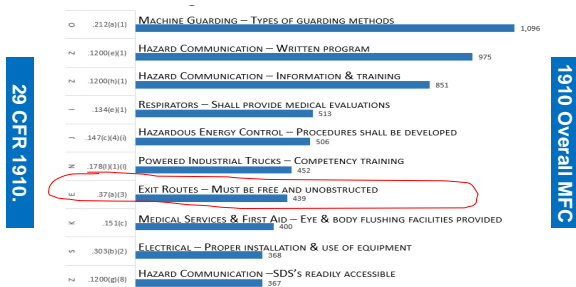 29 CFR 1910.
1910 Overall MFC
O .212(a)(1) MACHINE GUARDING – TYPES OF GUARDING METHODS 1,096
N .1200(e)(1) HAZARD COMMUNICATION – WRITTEN PROGRAM 975
N .1200(h)(1) HAZARD COMMUNICATION – INFORMATION & TRAINING 851
I .134(e)(1) RESPIRATORS – SHALL PROVIDE MEDICAL EVALUATIONS 513
J .147(c)(4)(i) HAZARDOUS ENERGY CONTROL – PROCEDURES SHALL BE DEVELOPED 506
N .178(l)(1)(i) POWERED INDUSTRIAL TRUCKS – COMPETENCY TRAINING 452
E .37(a)(3) EXIT ROUTES – MUST BE FREE AND UNOBSTRUCTED 439
K .151(c) MEDICAL SERVICES & FIRST AID – EYE & BODY FLUSHING FACILITIES PROVIDED 400
S .303(b)(2) ELECTRICAL – PROPER INSTALLATION & USE OF EQUIPMENT 368
Z .1200(g)(8) HAZARD COMMUNICATION –SDS'S READILY ACCESSIBLE 367